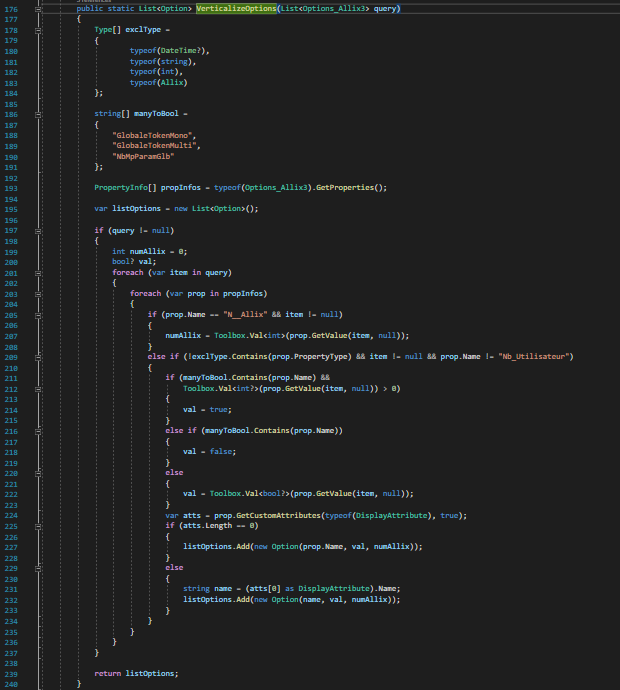 176 public static List<Option> VerticalizeOptions(List<Options_Allix3> query)
177 {
178 Type[] exclType =
179 {
180 typeof(DateTime?),
181 typeof(string),
182 typeof(int),
183 typeof(Allix)
184 };
185
186 string[] manyToBool =
187 {
188 "GlobaleTokenMono",
189 "GlobaleTokenMulti",
190 "NbMpParamGlb"
191 };
192
193 PropertyInfo[] propInfos = typeof(Options_Allix3).GetProperties();
194
195 var listOptions = new List<Option>();
196
197 if (query != null)
198 {
199 int numAllix = 0;
200 bool? val;
201 foreach (var item in query)
202 {
203 foreach (var prop in propInfos)
204 {
205 if (prop.Name == "N__Allix" && item != null)
206 {
207 numAllix = Toolbox.Val<int>(prop.GetValue(item, null));
208 }
209 else if (!exclType.Contains(prop.PropertyType) && item != null && prop.Name != "Nb_Utilisateur")
210 {
211 if (manyToBool.Contains(prop.Name) &&
212 Toolbox.Val<int?>(prop.GetValue(item, null)) > 0)
213 {
214 val = true;
215 }
216 else if (manyToBool.Contains(prop.Name))
217 {
218 val = false;
219 }
220 else
221 {
222 val = Toolbox.Val<bool?>(prop.GetValue(item, null));
223 }
224 var atts = prop.GetCustomAttributes(typeof(DisplayAttribute), true);
225 if (atts.Length == 0)
226 {
227 listOptions.Add(new Option(prop.Name, val, numAllix));
228 }
229 else
230 {
231 string name = (atts[0] as DisplayAttribute).Name;
232 listOptions.Add(new Option(name, val, numAllix));
233 }
234 }
235 }
236 }
237 }
238
239 return listOptions;
240 }